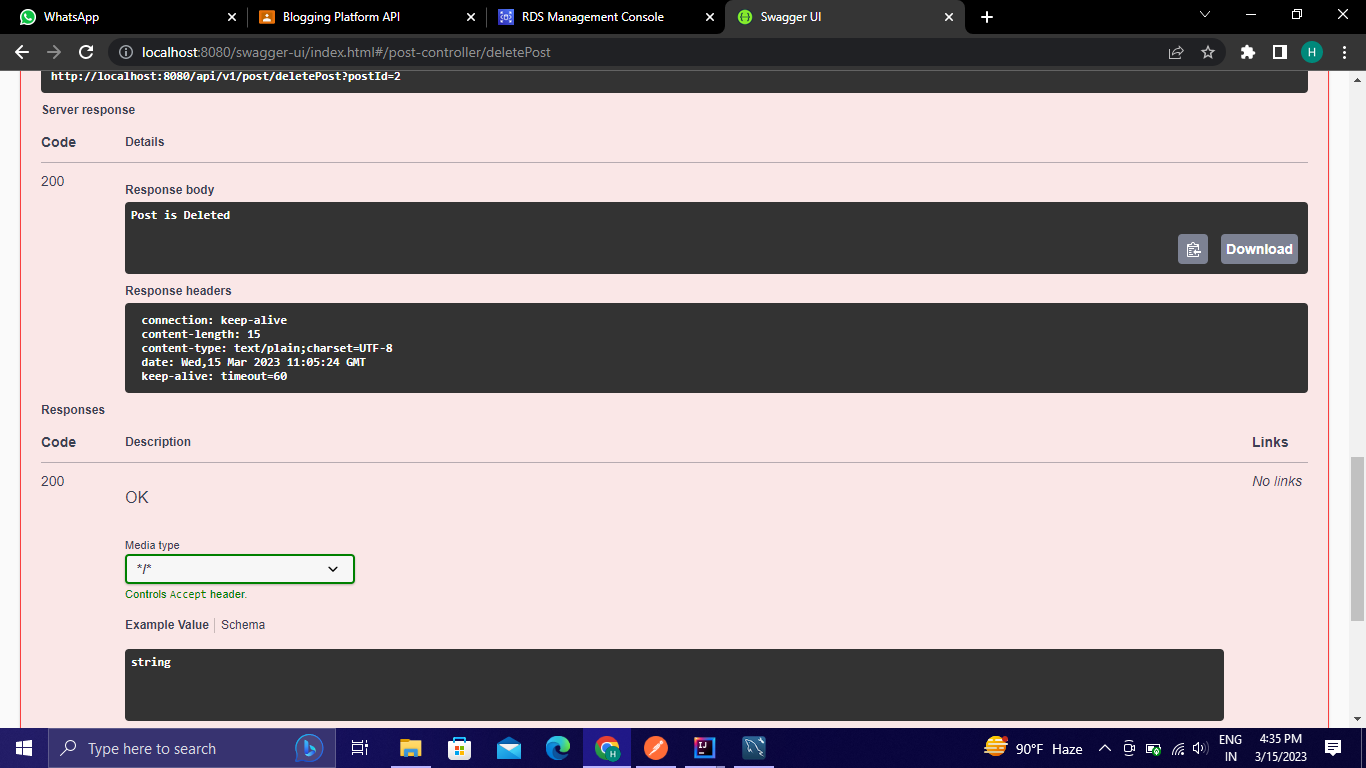 WhatsApp
Blogging Platform API
RDS Management Console
Swagger UI
localhost:8080/swagger-ui/index.html#/post-controller/deletePost
H
http://localhost:8080/api/v1/post/deletePost?postId=2
Server response
Code Details
200
Response body
Post is Deleted
Download
Response headers
connection: keep-alive
content-length: 15
content-type: text/plain;charset=UTF-8
date: Wed,15 Mar 2023 11:05:24 GMT
keep-alive: timeout=60
Responses
Code Description Links
200
OK
No links
Media type
*/*
Controls Accept header.
Example Value Schema
string
Type here to search
IJ
90°F Haze
ENG
IN
4:35 PM
3/15/2023